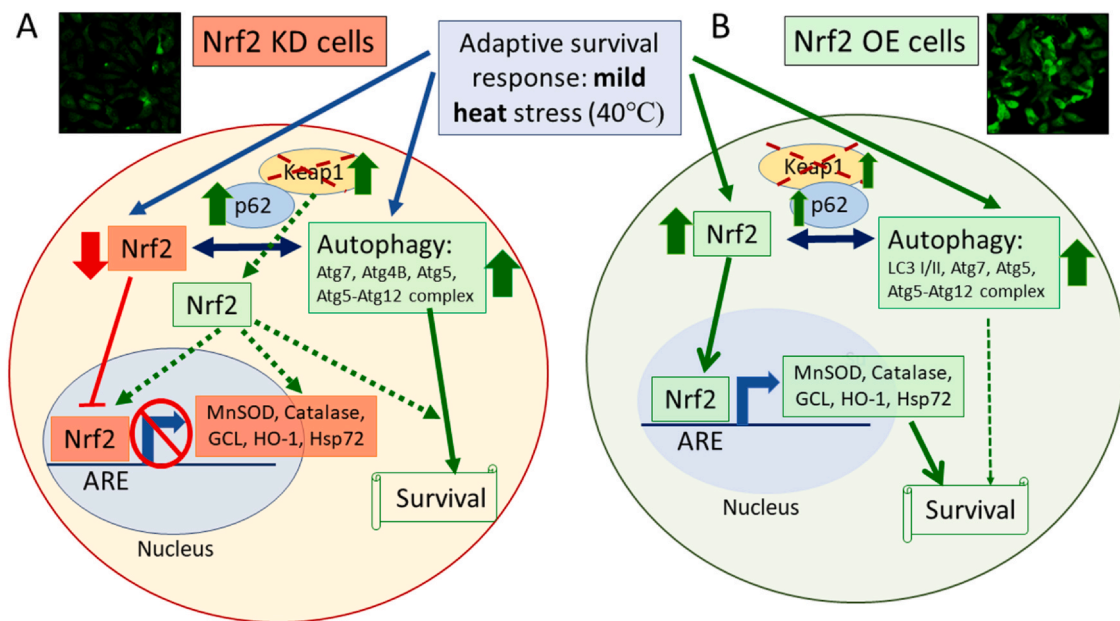 A
Nrf2 KD cells
Adaptive survival
response: mild
heat stress (40°C)
B
Nrf2 OE cells
Keap1
p62
Nrf2
Autophagy:
Atg7, Atg4B, Atg5,
Atg5-Atg12 complex
Nrf2
Nrf2
MnSOD, Catalase,
GCL, HO-1, Hsp72
ARE
Survival
Nucleus
Keap1
p62
Nrf2
Autophagy:
LC3 I/II, Atg7, Atg5,
Atg5-Atg12 complex
Nrf2
MnSOD, Catalase,
GCL, HO-1, Hsp72
ARE
Nucleus
Survival